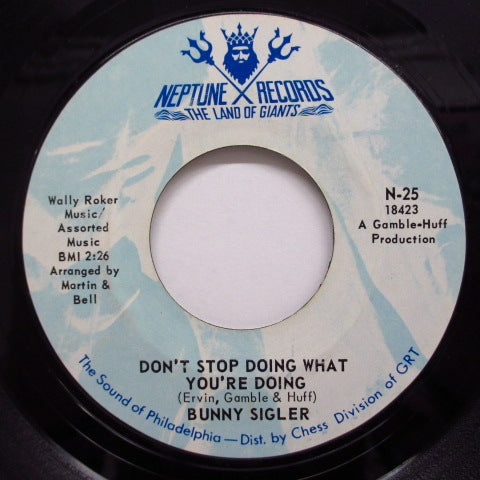 NEPTUNE RECORDS
THE LAND OF GIANTS
Wally Roker
Music/
Assorted
Music
BMI 2:26
Arranged by
Martin &
Bell
N-25
18423
A Gamble-Huff
Production
DON'T STOP DOING WHAT
YOU'RE DOING
(Ervin, Gamble & Huff)
BUNNY SIGLER
The Sound of Philadelphia — Dist. by Chess Division of GRT